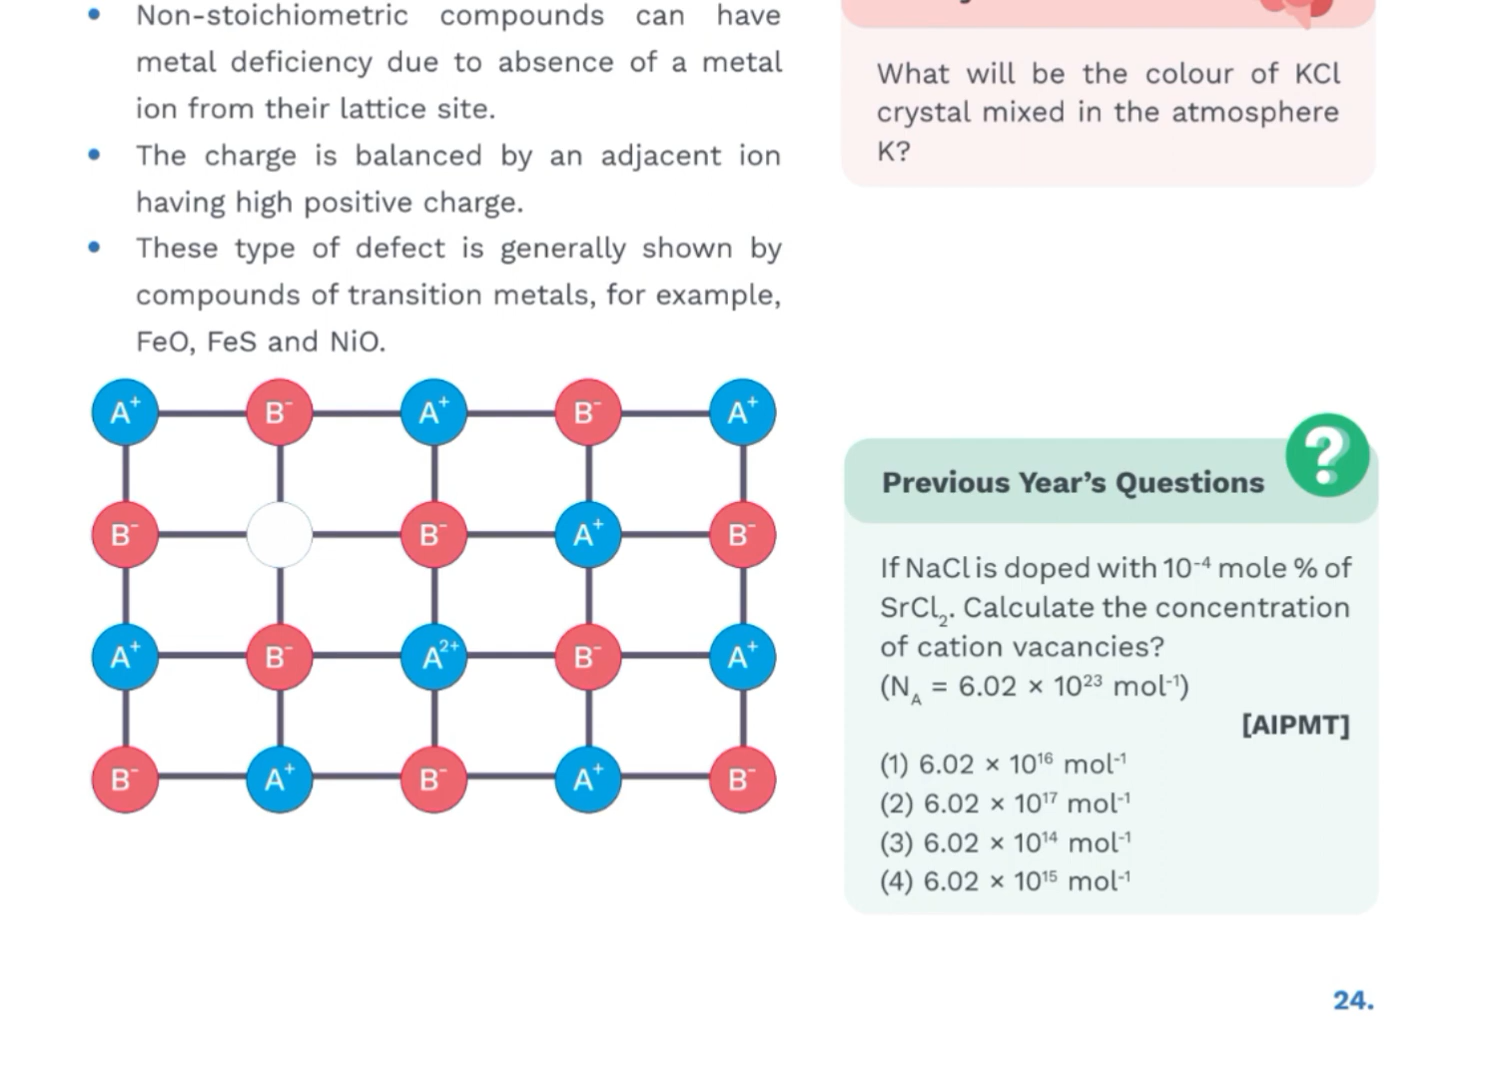 • Non-stoichiometric compounds can have
metal deficiency due to absence of a metal
ion from their lattice site.
• The charge is balanced by an adjacent ion
having high positive charge.
• These type of defect is generally shown by
compounds of transition metals, for example,
FeO, FeS and NiO.
A⁺ B⁻ A⁺ B⁻ A⁺
B⁻ B⁻ A⁺ B⁻
A⁺ B⁻ A²⁺ B⁻ A⁺
B⁻ A⁺ B⁻ A⁺ B⁻
What will be the colour of KCl
crystal mixed in the atmosphere
K?
?
Previous Year’s Questions
If NaCl is doped with 10⁻⁴ mole % of
SrCl₂. Calculate the concentration
of cation vacancies?
(N_A = 6.02 × 10²³ mol⁻¹)
[AIPMT]
(1) 6.02 × 10¹⁶ mol⁻¹
(2) 6.02 × 10¹⁷ mol⁻¹
(3) 6.02 × 10¹⁴ mol⁻¹
(4) 6.02 × 10¹⁵ mol⁻¹
24.